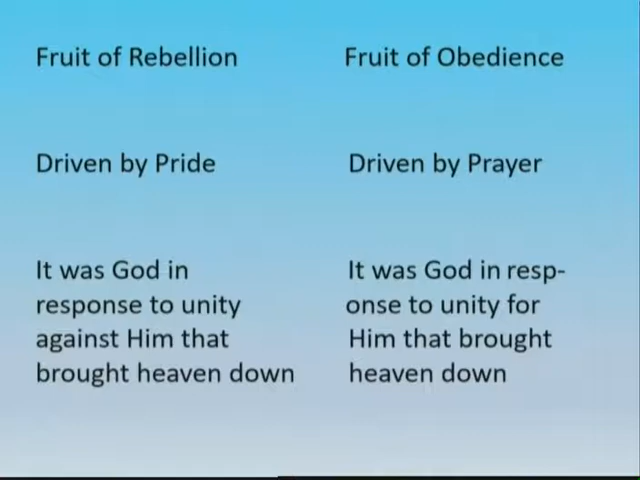 Fruit of Rebellion
Fruit of Obedience
Driven by Pride
Driven by Prayer
It was God in
response to unity
against Him that
brought heaven down
It was God in resp-
onse to unity for
Him that brought
heaven down